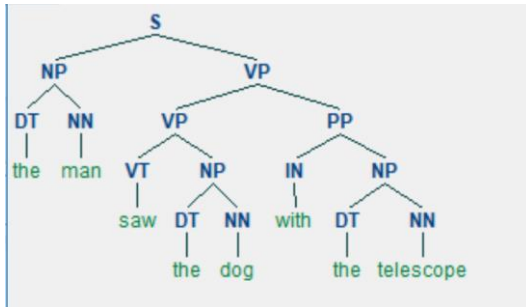 S
NP VP
DT NN VP PP
the man VT NP IN NP
saw DT NN with DT NN
the dog the telescope